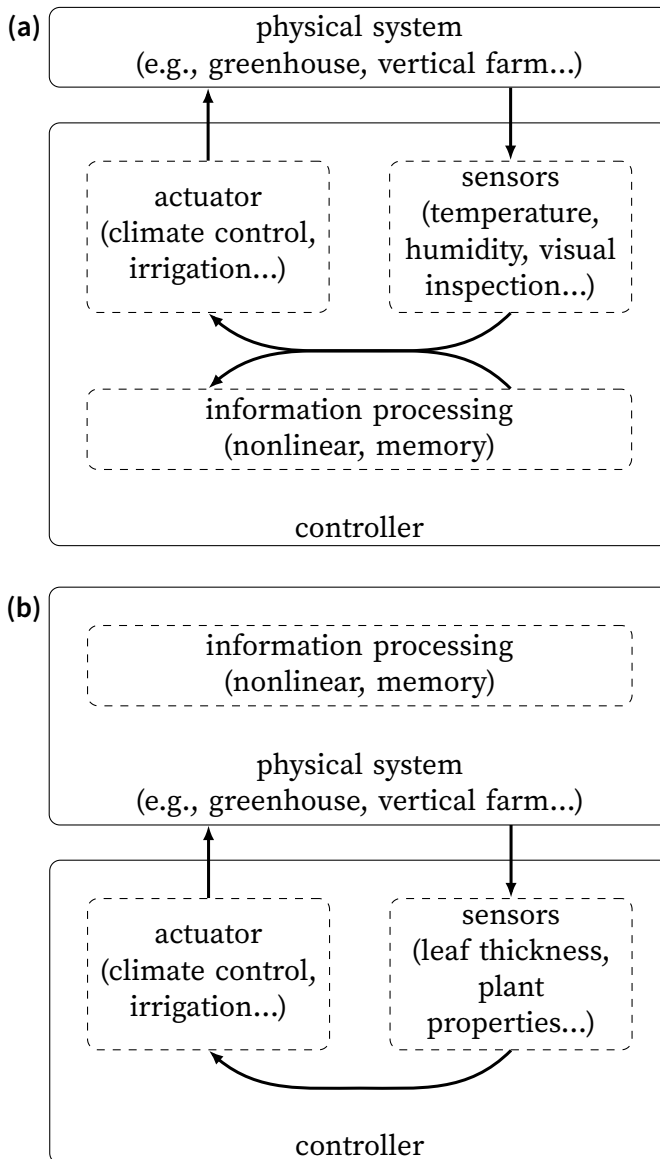 (a)
physical system
(e.g., greenhouse, vertical farm…)
actuator
(climate control,
irrigation…)
sensors
(temperature,
humidity, visual
inspection…)
information processing
(nonlinear, memory)
controller
(b)
information processing
(nonlinear, memory)
physical system
(e.g., greenhouse, vertical farm…)
actuator
(climate control,
irrigation…)
sensors
(leaf thickness,
plant
properties…)
controller